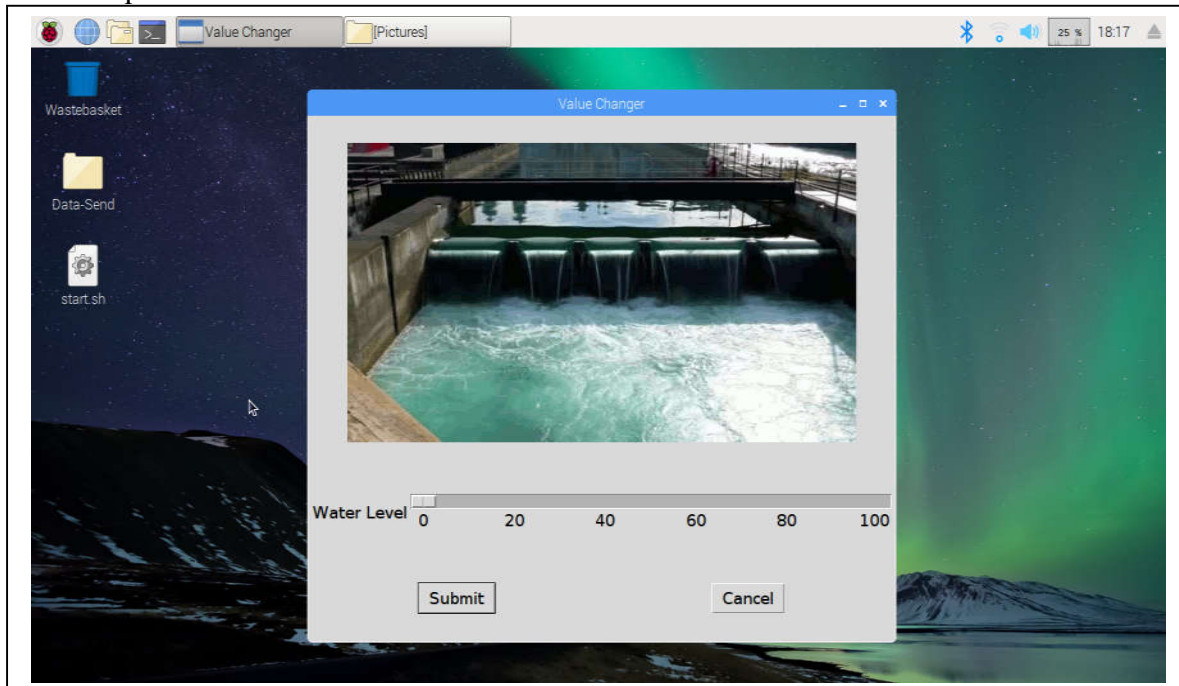 Value Changer
[Pictures]
25 %
18:17
Wastebasket
Value Changer
Data-Send
start.sh
Water Level
0 20 40 60 80 100
Submit
Cancel